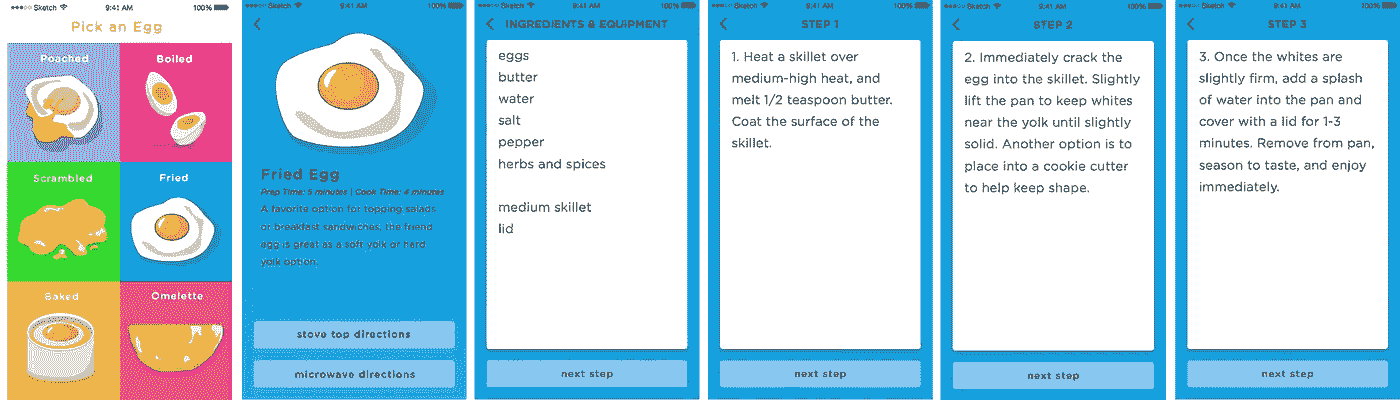 Sketch 9:41 AM 100%
Pick an Egg
Poached
Boiled
Scrambled
Fried
Baked
Omelette
Sketch 9:41 AM 100%
Fried Egg
Prep Time: 5 minutes | Cook Time: 4 minutes
A favorite option for topping salads
or breakfast sandwiches, the friend
egg is great as a soft yolk or hard
yolk option.
stove top directions
microwave directions
Sketch 9:41 AM 100%
INGREDIENTS & EQUIPMENT
eggs
butter
water
salt
pepper
herbs and spices
medium skillet
lid
next step
Sketch 9:41 AM 100%
STEP 1
1. Heat a skillet over
medium-high heat, and
melt 1/2 teaspoon butter.
Coat the surface of the
skillet.
next step
Sketch 9:41 AM 100%
STEP 2
2. Immediately crack the
egg into the skillet. Slightly
lift the pan to keep whites
near the yolk until slightly
solid. Another option is to
place into a cookie cutter
to help keep shape.
next step
Sketch 9:41 AM 100%
STEP 3
3. Once the whites are
slightly firm, add a splash
of water into the pan and
cover with a lid for 1-3
minutes. Remove from pan,
season to taste, and enjoy
immediately.
next step